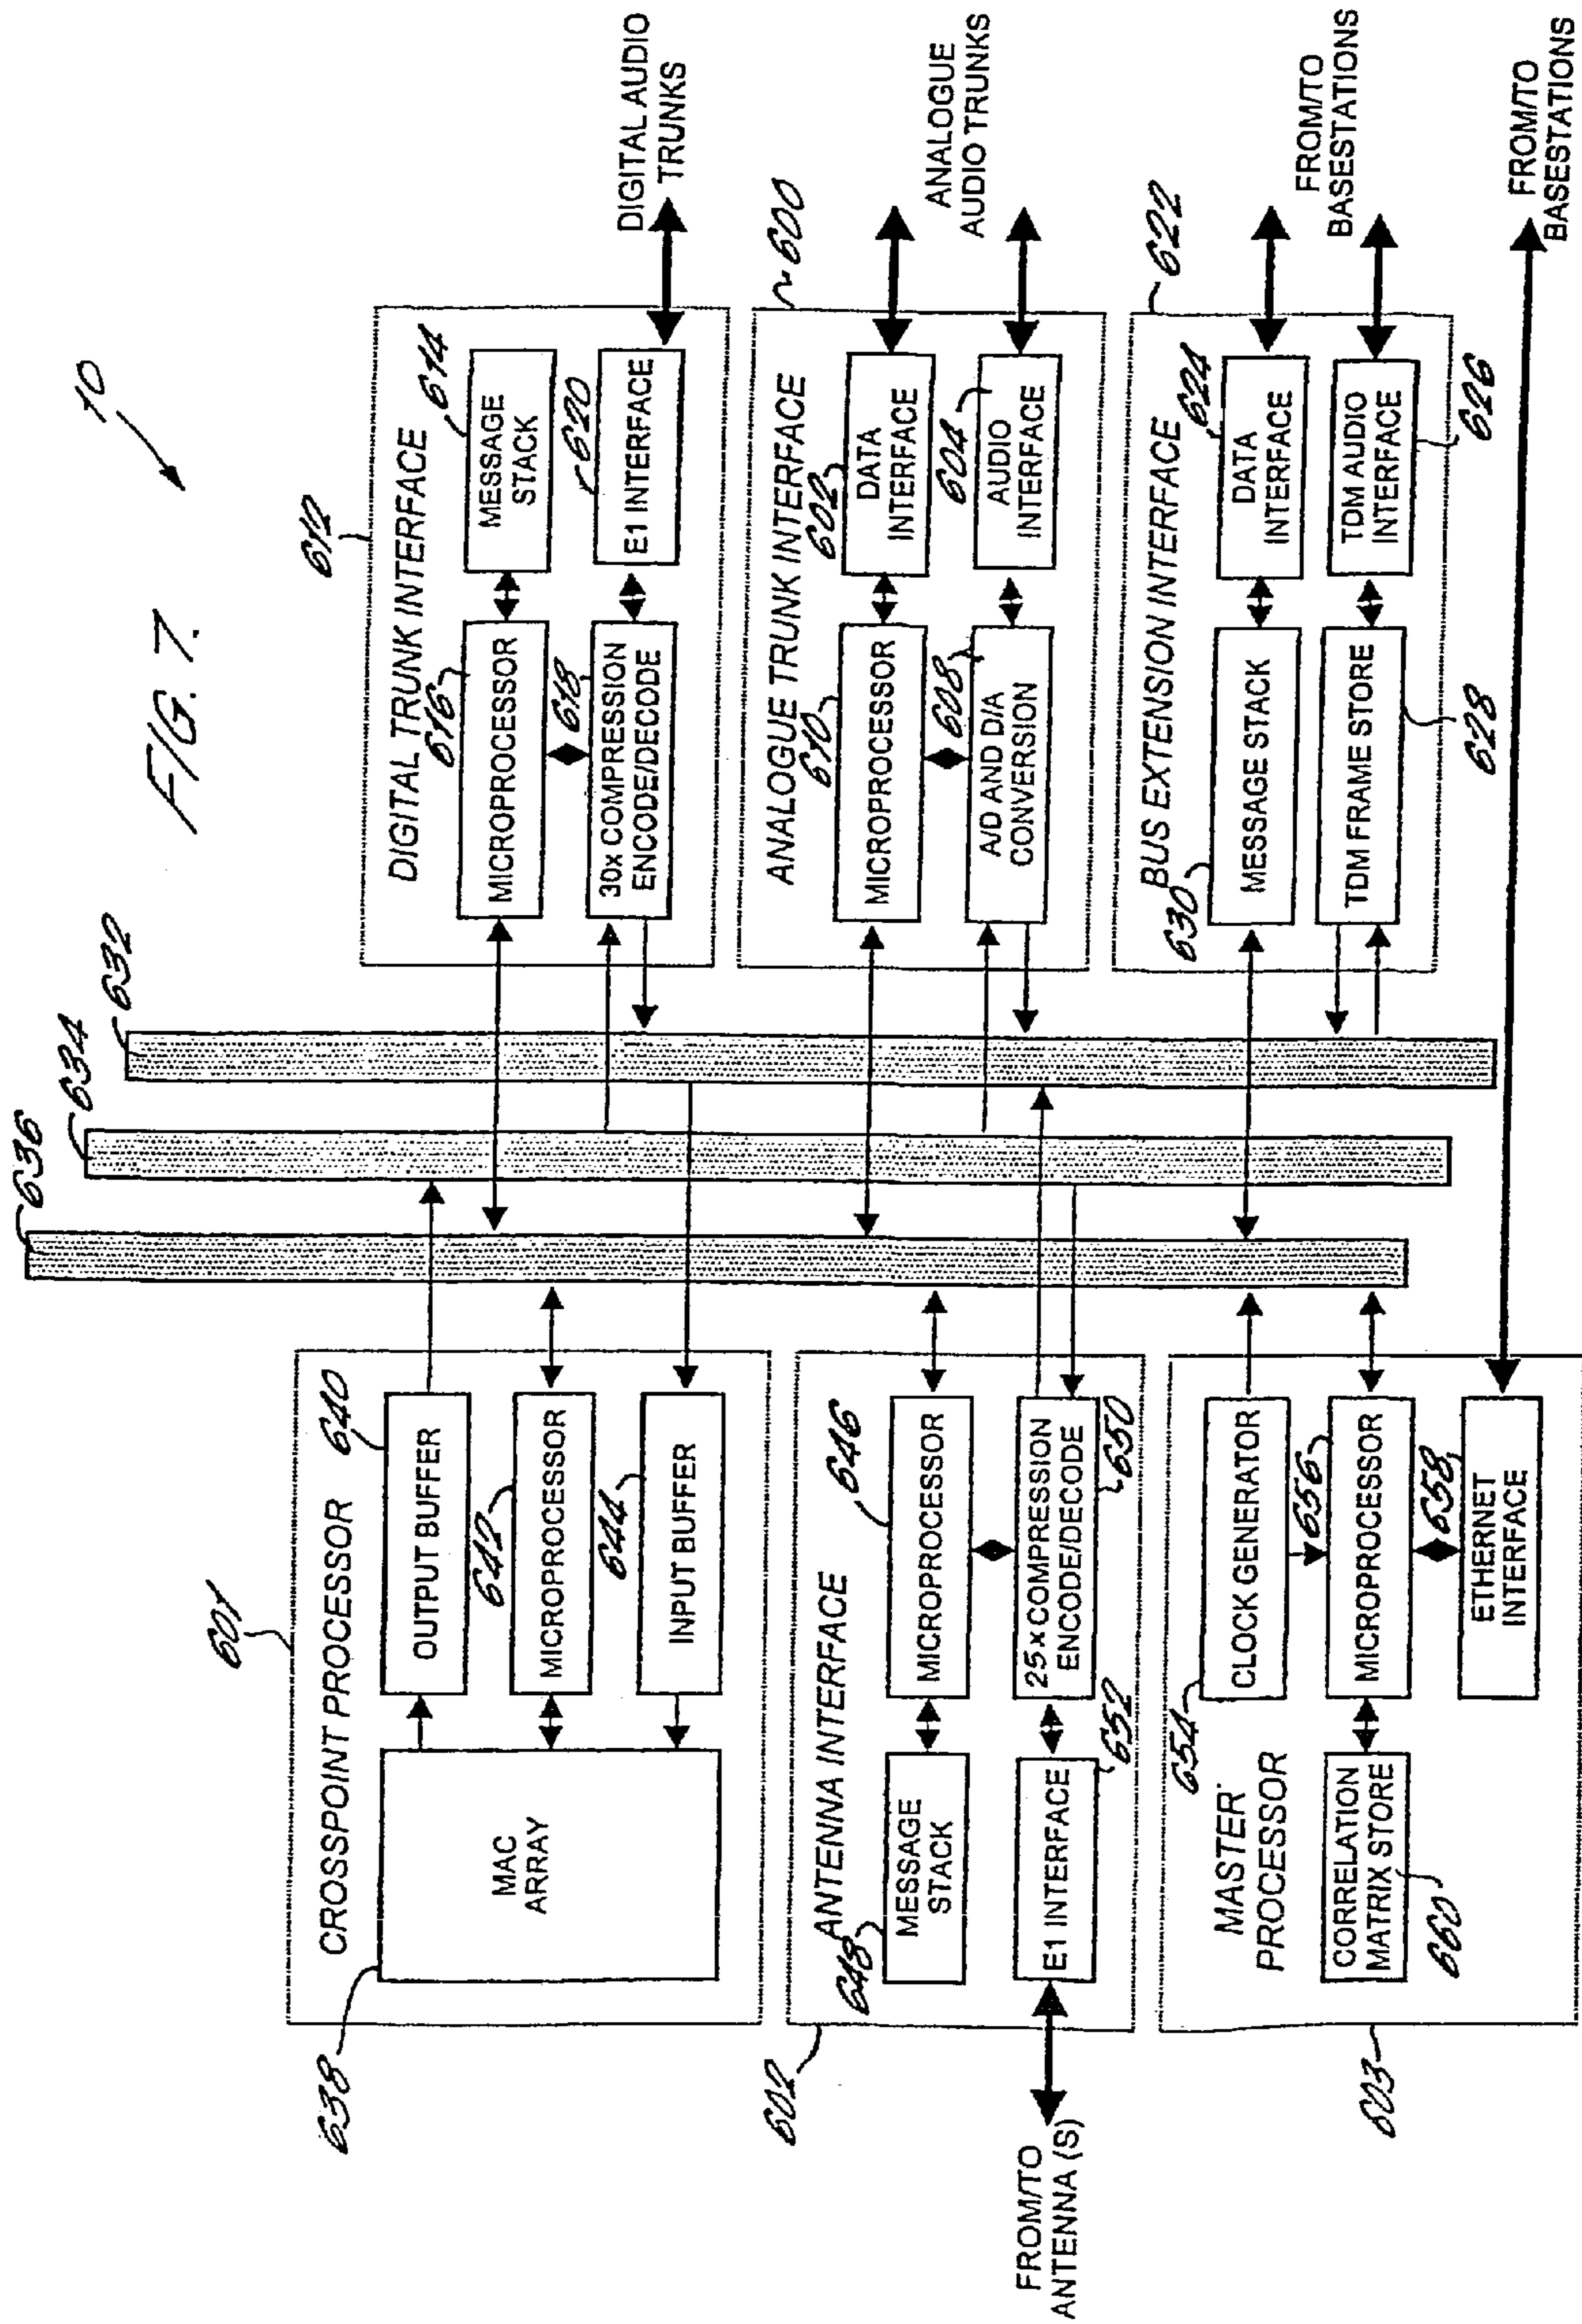 FIG. 7.
10
636
634
632
601
CROSSPOINT PROCESSOR
638
MAC
ARRAY
640
OUTPUT BUFFER
642
MICROPROCESSOR
644
INPUT BUFFER
602
ANTENNA INTERFACE
646
MICROPROCESSOR
648
MESSAGE
STACK
25 x COMPRESSION
ENCODE/DECODE
650
E1 INTERFACE
652
FROM/TO
ANTENNA (S)
603
MASTER
PROCESSOR
654
CLOCK GENERATOR
656
MICROPROCESSOR
658
ETHERNET
INTERFACE
CORRELATION
MATRIX STORE
660
612
DIGITAL TRUNK INTERFACE
616
MICROPROCESSOR
614
MESSAGE
STACK
618
30x COMPRESSION
ENCODE/DECODE
620
E1 INTERFACE
DIGITAL AUDIO
TRUNKS
600
ANALOGUE TRUNK INTERFACE
610
MICROPROCESSOR
602
DATA
INTERFACE
608
A/D AND D/A
CONVERSION
604
AUDIO
INTERFACE
ANALOGUE
AUDIO TRUNKS
622
BUS EXTENSION INTERFACE
630
MESSAGE STACK
624
DATA
INTERFACE
TDM FRAME STORE
628
TDM AUDIO
INTERFACE
626
FROM/TO
BASESTATIONS
FROM/TO
BASESTATIONS